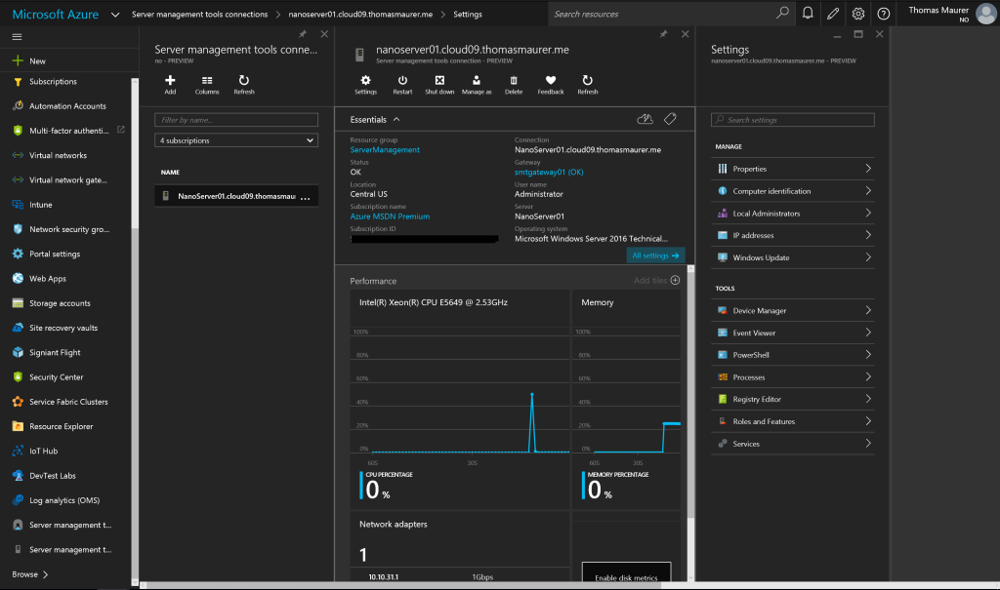 Microsoft Azure
Server management tools connections
nanoserver01.cloud09.thomasmaurer.me
Settings
Search resources
Thomas Maurer
NO
New
Subscriptions
Automation Accounts
Multi-factor authenti...
Virtual networks
Virtual network gate...
Intune
Network security gro...
Portal settings
Web Apps
Storage accounts
Site recovery vaults
Signiant Flight
Security Center
Service Fabric Clusters
Resource Explorer
IoT Hub
DevTest Labs
Log analytics (OMS)
Server management t...
Server management t...
Browse
Server management tools conne...
no - PREVIEW
Add
Columns
Refresh
Filter by name...
4 subscriptions
NAME
NanoServer01.cloud09.thomasmau
...
nanoserver01.cloud09.thomasmaurer.me
Server management tools connection - PREVIEW
Settings
Restart
Shut down
Manage as
Delete
Feedback
Refresh
Essentials
Resource group
ServerManagement
Status
OK
Location
Central US
Subscription name
Azure MSDN Premium
Subscription ID
Connection
NanoServer01.cloud09.thomasmaurer.me
Gateway
smtgateway01 (OK)
User name
Administrator
Server
NanoServer01
Operating system
Microsoft Windows Server 2016 Technical...
All settings
Performance
Add tiles
Intel(R) Xeon(R) CPU E5649 @ 2.53GHz
100%
80%
60%
40%
20%
0%
60S
30S
CPU PERCENTAGE
0 %
Memory
100%
80%
60%
40%
20%
0%
60S
30S
MEMORY PERCENTAGE
0 %
Network adapters
1
10.10.31.1
1Gbps
Enable disk metrics
Settings
nanoserver01.cloud09.thomasmaurer.me - PREVIEW
Search settings
MANAGE
Properties
Computer identification
Local Administrators
IP addresses
Windows Update
TOOLS
Device Manager
Event Viewer
PowerShell
Processes
Registry Editor
Roles and Features
Services